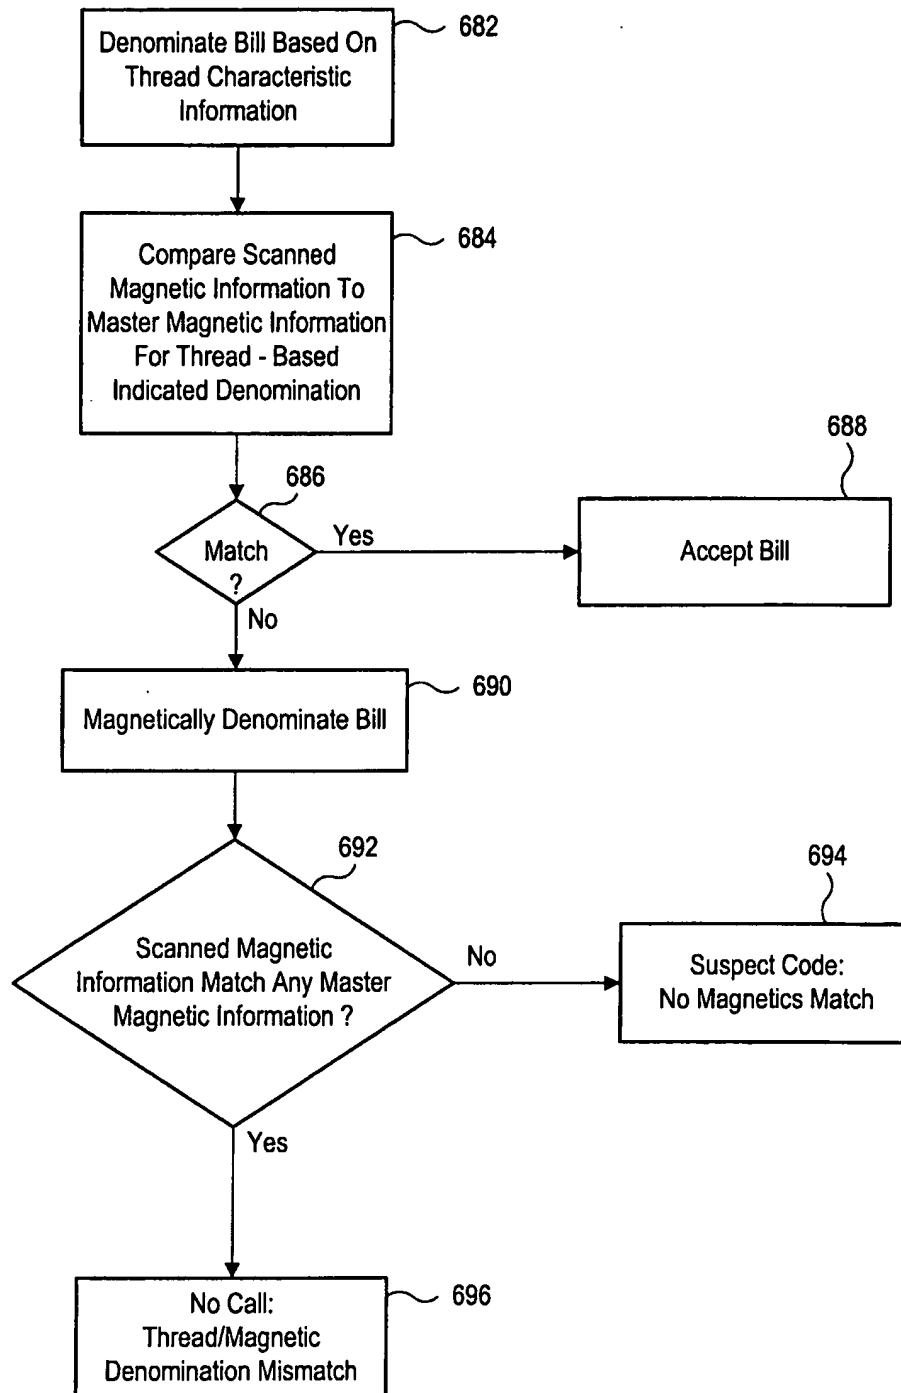 Denominate Bill Based On
Thread Characteristic
Information
682
Compare Scanned
Magnetic Information To
Master Magnetic Information
For Thread - Based
Indicated Denomination
684
686
Match
?
Yes
No
688
Accept Bill
Magnetically Denominate Bill
690
692
Scanned Magnetic
Information Match Any Master
Magnetic Information ?
No
Yes
694
Suspect Code:
No Magnetics Match
No Call:
Thread/Magnetic
Denomination Mismatch
696